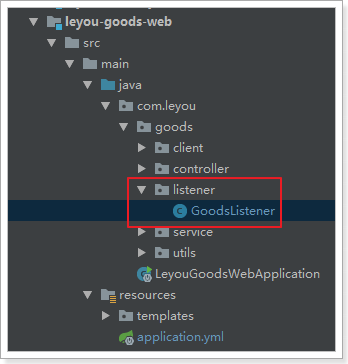 leyou-goods-web
src
main
java
com.leyou
goods
client
controller
listener
GoodsListener
service
utils
LeyouGoodsWebApplication
resources
templates
application.yml